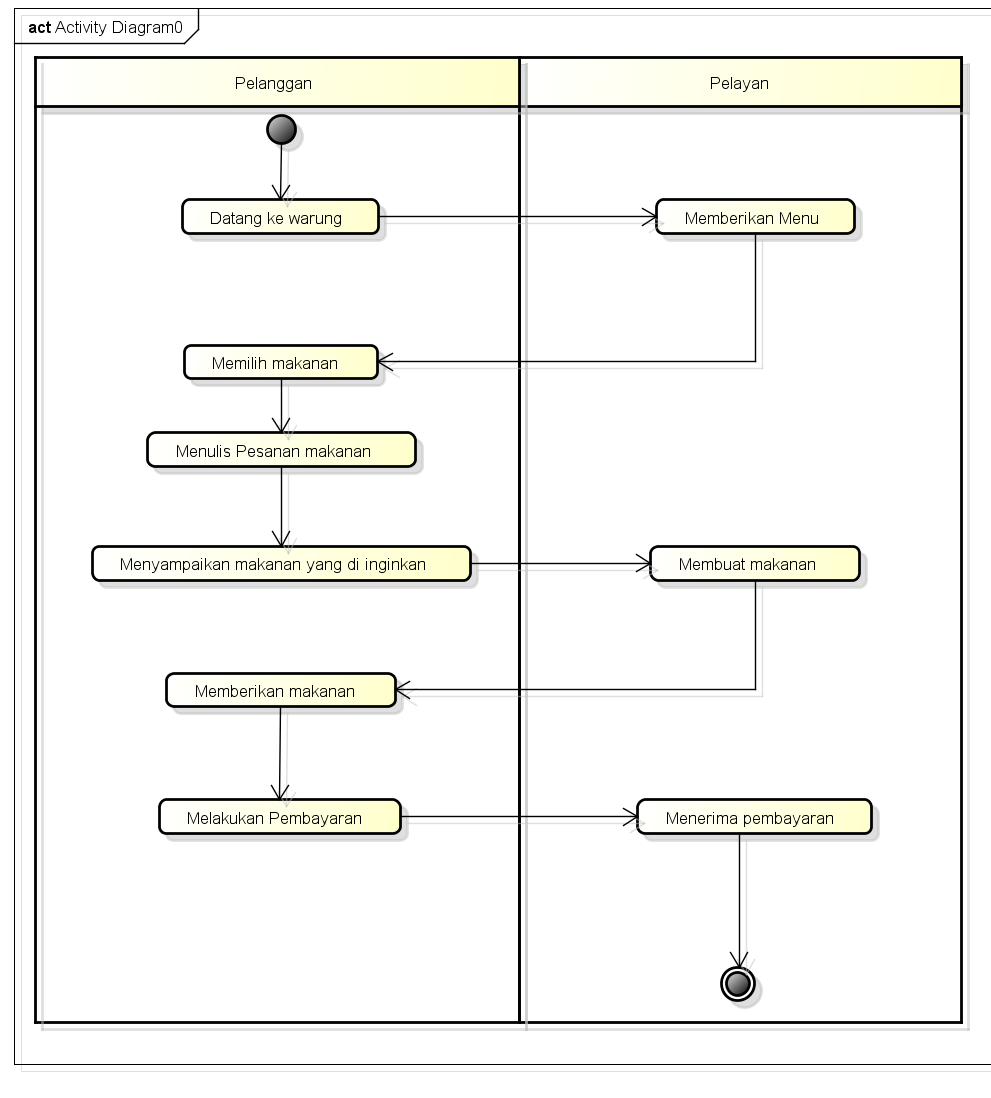 act Activity Diagram0
Pelanggan
Pelayan
Datang ke warung
Memberikan Menu
Memilih makanan
Menulis Pesanan makanan
Menyampaikan makanan yang di inginkan
Membuat makanan
Memberikan makanan
Melakukan Pembayaran
Menerima pembayaran